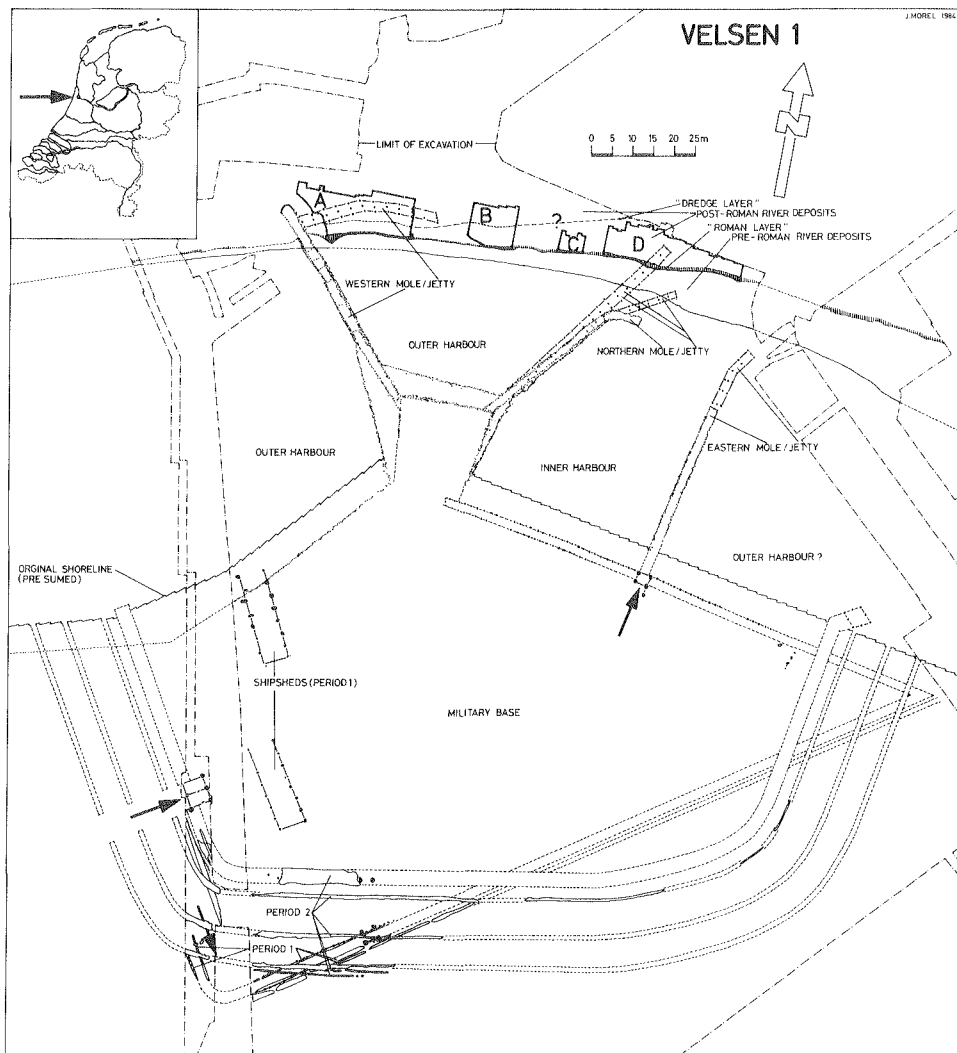 VELSEN 1
J. MOREL 1984
N
0 5 10 15 20 25m
LIMIT OF EXCAVATION
"DREDGE LAYER"
POST-ROMAN RIVER DEPOSITS
"ROMAN LAYER"
PRE-ROMAN RIVER DEPOSITS
A
B
?
C
D
WESTERN MOLE/JETTY
OUTER HARBOUR
NORTHERN MOLE/JETTY
EASTERN MOLE/JETTY
OUTER HARBOUR
INNER HARBOUR
OUTER HARBOUR ?
ORGINAL SHORELINE
(PRE SUMED)
SHIPSHEDS (PERIOD 1)
MILITARY BASE
PERIOD 2
PERIOD 1